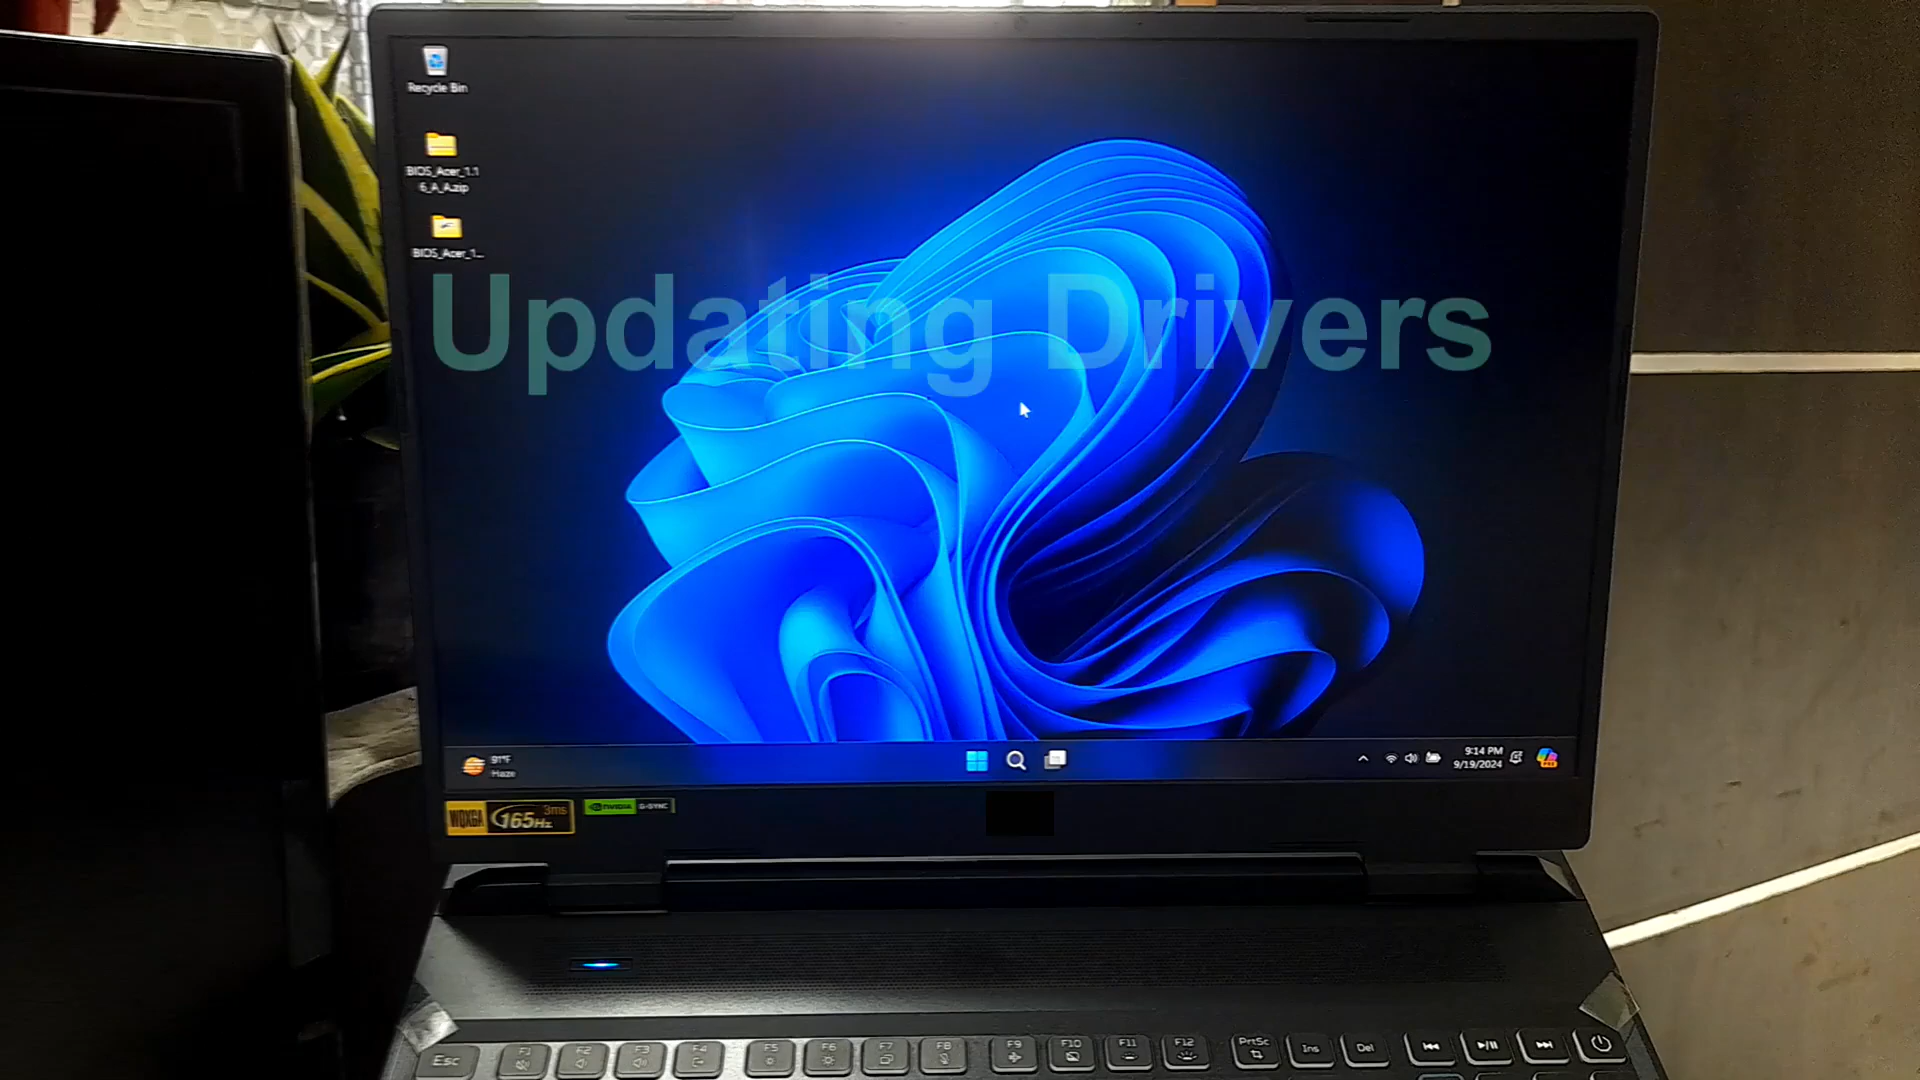 Recycle Bin
BIOS_Acer_1.1
6_A_A.zip
BIOS_Acer_1...
Updating Drivers
91°F
Haze
9:14 PM
9/19/2024
WQXGA 165Hz 3ms
NVIDIA G-SYNC
Esc F1 F2 F3 F4 F5 F6 F7 F8 F9 F10 F11 F12 PrtSc Ins Del